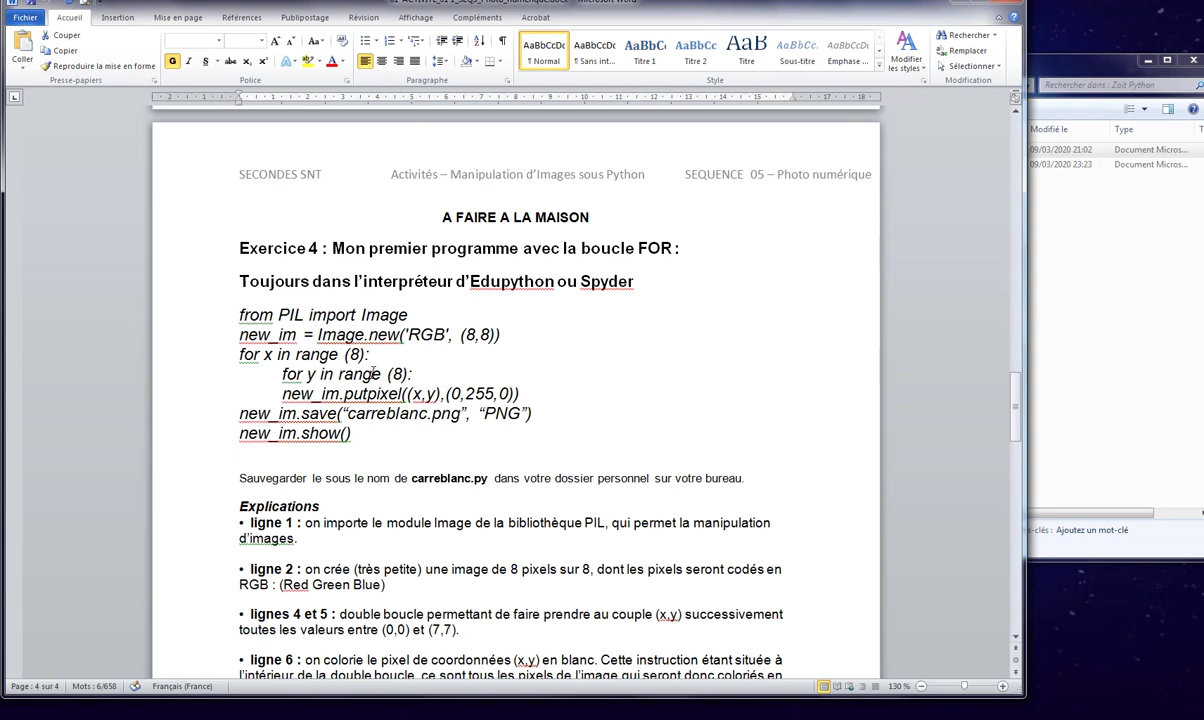 Fichier Accueil Insertion Mise en page Références Publipostage Révision Affichage Compléments Acrobat
Coller
Couper
Copier
Reproduire la mise en forme
Presse-papiers
G I S abc x₂ x²
Police
Paragraphe
AaBbCcDc AaBbCcDc AaBbC AaBbCc AaB AaBbCcL AaBbCcDc
¶ Normal ¶ Sans int... Titre 1 Titre 2 Titre Sous-titre Emphase ...
Style
Modifier
les styles
Rechercher
Remplacer
Sélectionner
Modification
Rechercher dans : Zait Python
Modifié le Type
09/03/2020 21:02 Document Micros...
09/03/2020 23:23 Document Micros...
SECONDES SNT Activités – Manipulation d’Images sous Python SEQUENCE 05 – Photo numérique
A FAIRE A LA MAISON
Exercice 4 : Mon premier programme avec la boucle FOR :
Toujours dans l’interpréteur d’Edupython ou Spyder
from PIL import Image
new_im = Image.new('RGB', (8,8))
for x in range (8):
for y in range (8):
new_im.putpixel((x,y),(0,255,0))
new_im.save(“carreblanc.png”, “PNG”)
new_im.show()
Sauvegarder le sous le nom de carreblanc.py dans votre dossier personnel sur votre bureau.
Explications
• ligne 1 : on importe le module Image de la bibliothèque PIL, qui permet la manipulation
d’images.
• ligne 2 : on crée (très petite) une image de 8 pixels sur 8, dont les pixels seront codés en
RGB : (Red Green Blue)
• lignes 4 et 5 : double boucle permettant de faire prendre au couple (x,y) successivement
toutes les valeurs entre (0,0) et (7,7).
• ligne 6 : on colorie le pixel de coordonnées (x,y) en blanc. Cette instruction étant située à
l’intérieur de la double boucle, ce sont tous les pixels de l’image qui seront donc coloriés en
-clés : Ajoutez un mot-clé
Page : 4 sur 4 Mots : 6/658 Français (France) 130 %